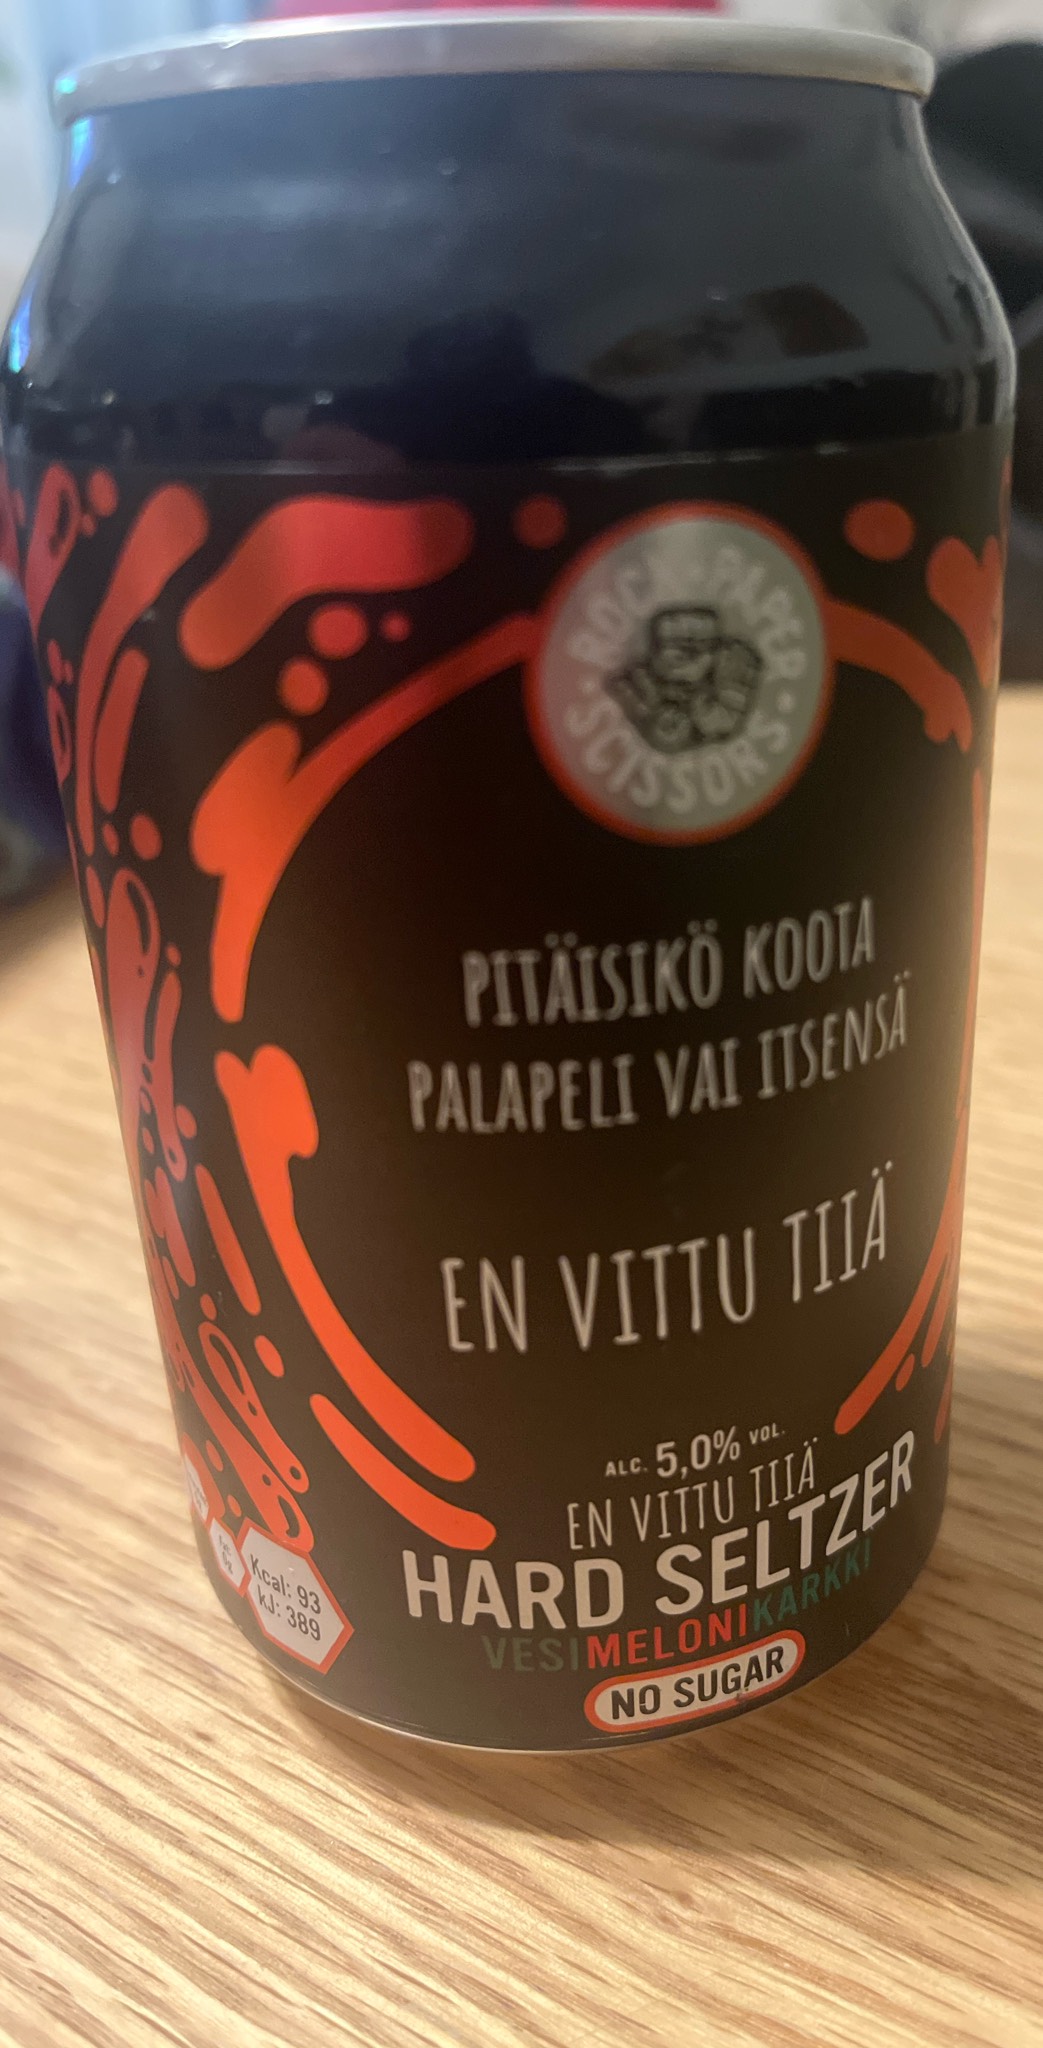 ROCK PAPER
SCISSORS
PITÄISIKÖ KOOTA
PALAPELI VAI ITSENSÄ
EN VITTU TIIÄ
ALC. 5,0% VOL.
EN VITTU TIIÄ
HARD SELTZER
VESIMELONIKARKKI
NO SUGAR
Kcal: 93
kJ: 389